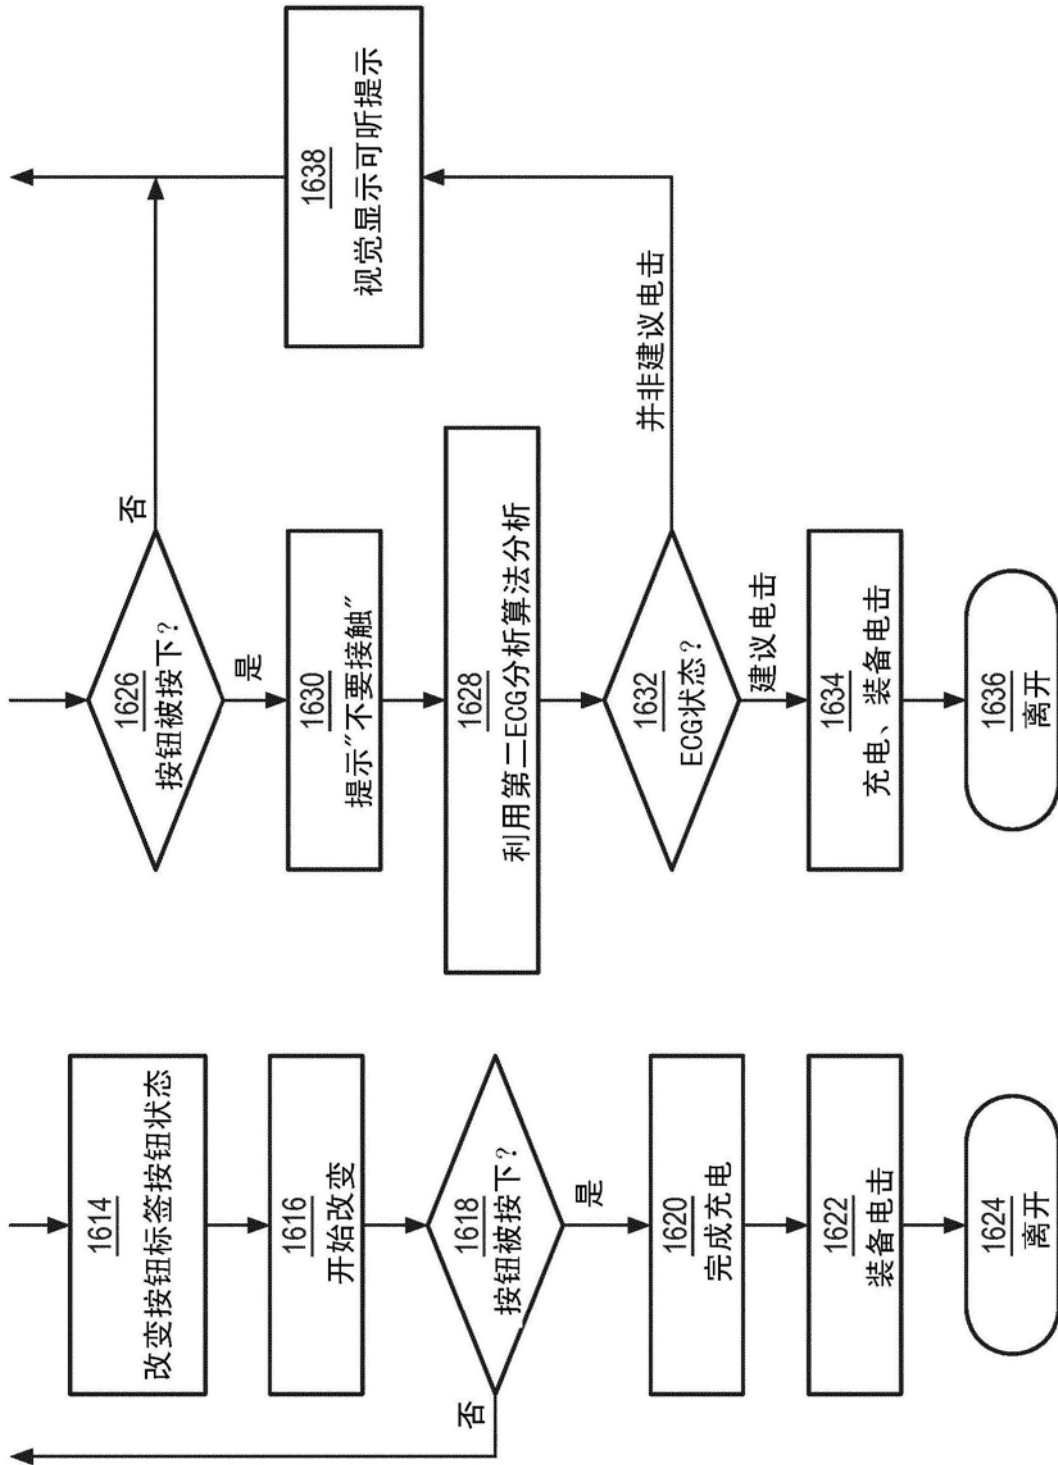 1614
改变按钮标签按钮状态
1616
开始改变
1618
按钮被按下?
否
是
1620
完成充电
1622
装备电击
1624
离开
1626
按钮被按下?
否
是
1630
提示"不要接触"
1628
利用第二ECG分析算法分析
1632
ECG状态?
并非建议电击
建议电击
1634
充电、装备电击
1636
离开
1638
视觉显示可听提示